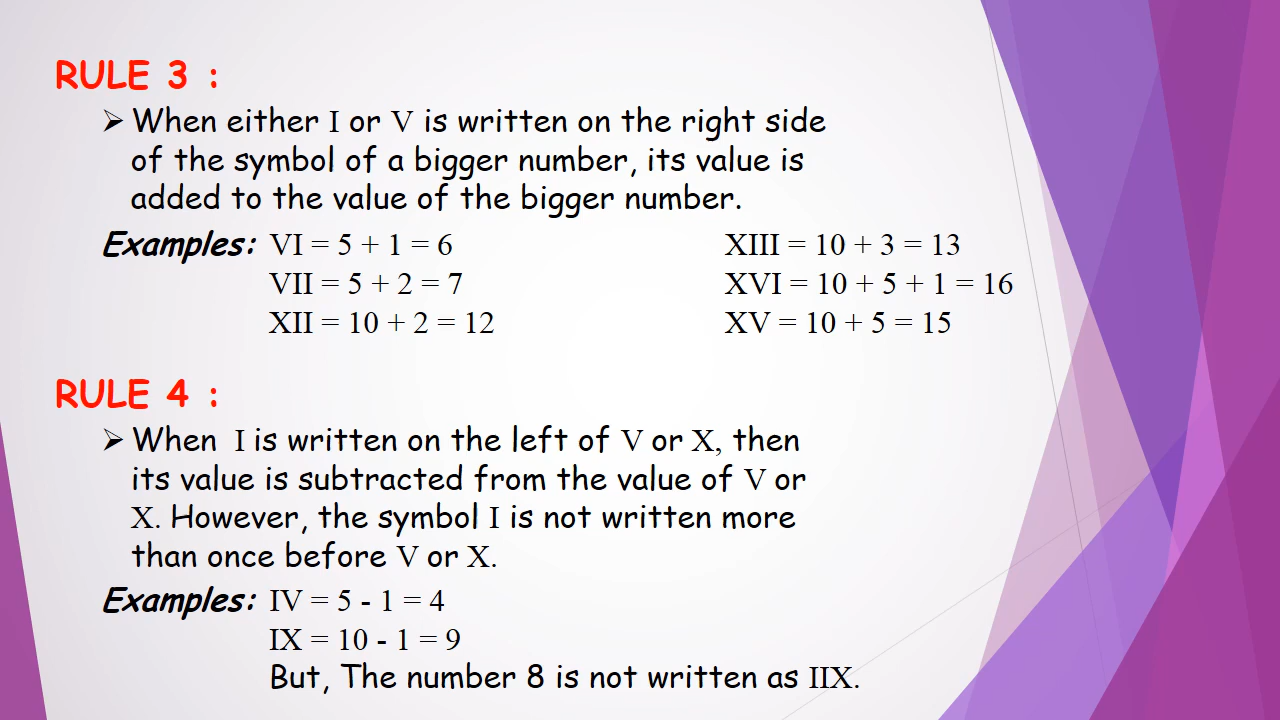 RULE 3 :
➢ When either I or V is written on the right side
of the symbol of a bigger number, its value is
added to the value of the bigger number.
Examples: VI = 5 + 1 = 6 XIII = 10 + 3 = 13
VII = 5 + 2 = 7 XVI = 10 + 5 + 1 = 16
XII = 10 + 2 = 12 XV = 10 + 5 = 15
RULE 4 :
➢ When I is written on the left of V or X, then
its value is subtracted from the value of V or
X. However, the symbol I is not written more
than once before V or X.
Examples: IV = 5 - 1 = 4
IX = 10 - 1 = 9
But, The number 8 is not written as IIX.